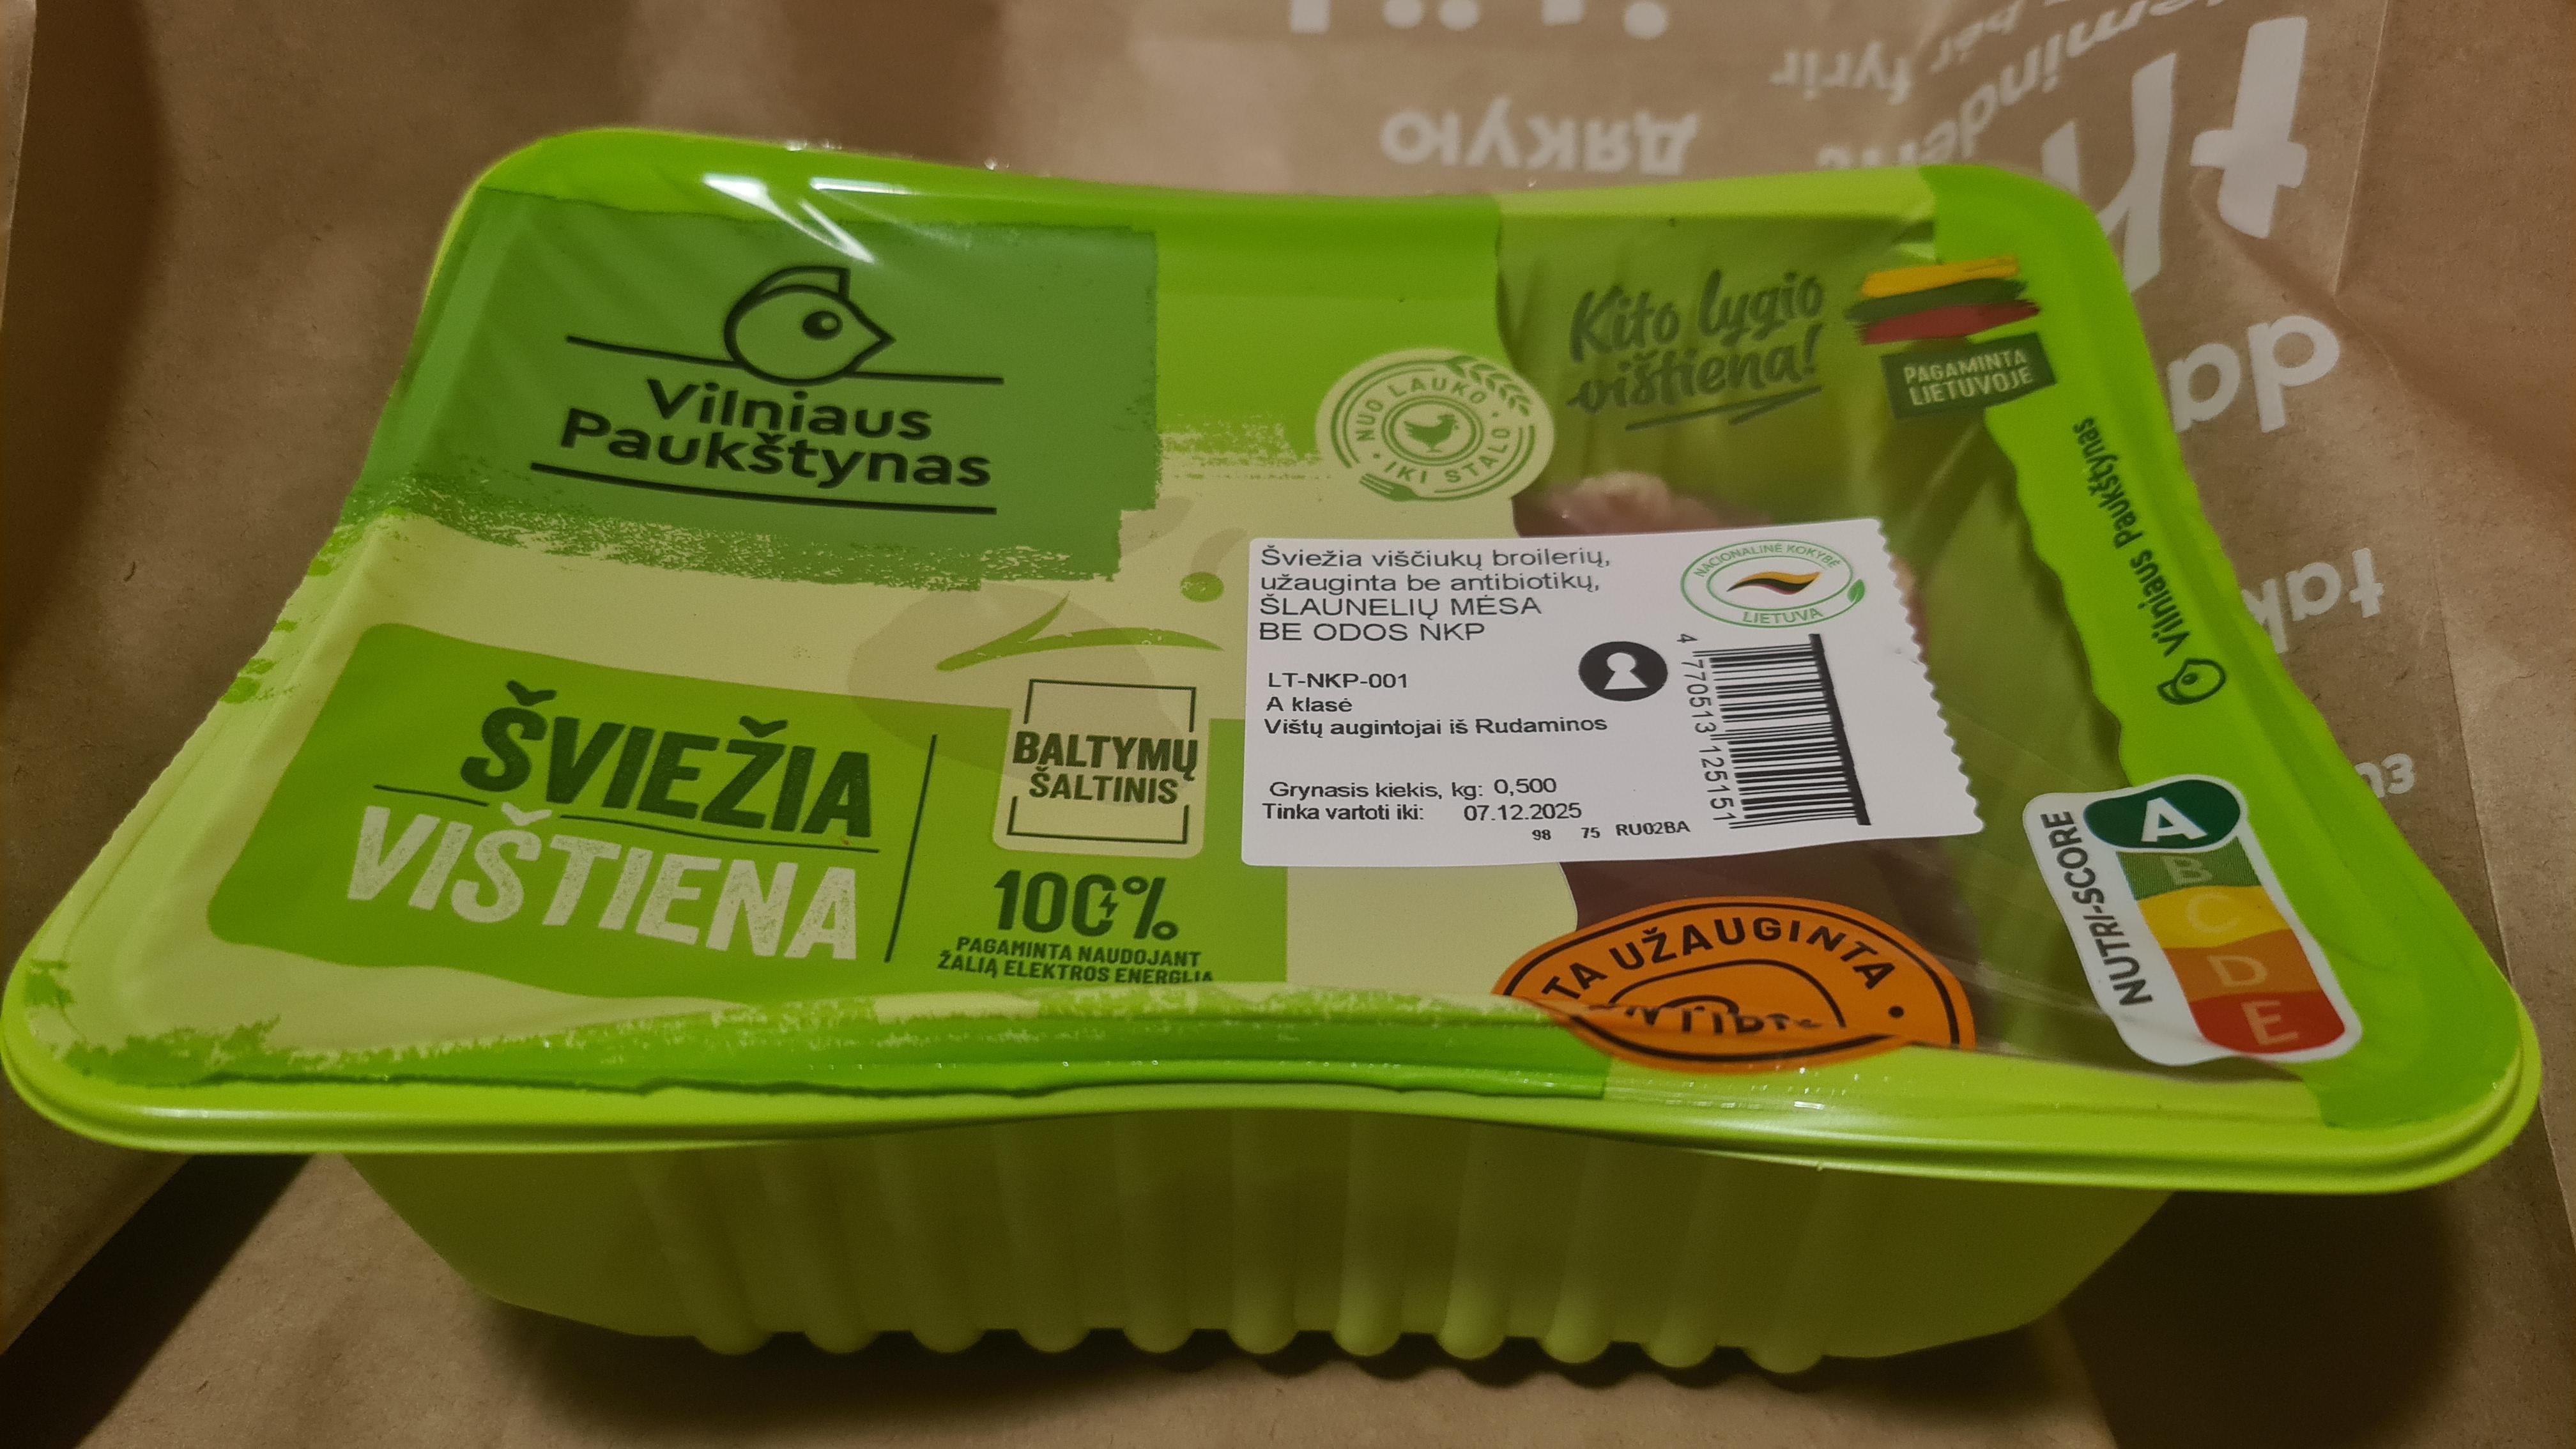 дякую
Vilniaus
Paukštynas
NUO LAUKO
IKI STALO
Kito lygio
vištiena!
PAGAMINTA
LIETUVOJE
Vilniaus Paukštynas
ŠVIEŽIA
VIŠTIENA
BALTYMŲ
ŠALTINIS
100%
PAGAMINTA NAUDOJANT
ŽALIĄ ELEKTROS ENERGIJĄ
Šviežia viščiukų broilerių,
užauginta be antibiotikų,
ŠLAUNELIŲ MĖSA
BE ODOS NKP
NACIONALINĖ KOKYBĖ
LIETUVA
LT-NKP-001
A klasė
Vištų augintojai iš Rudaminos
Grynasis kiekis, kg: 0,500
Tinka vartoti iki: 07.12.2025
98 75 RU02BA
4 770513 125151
UŽAUGINTA
NUTRI-SCORE
A
B
C
D
E